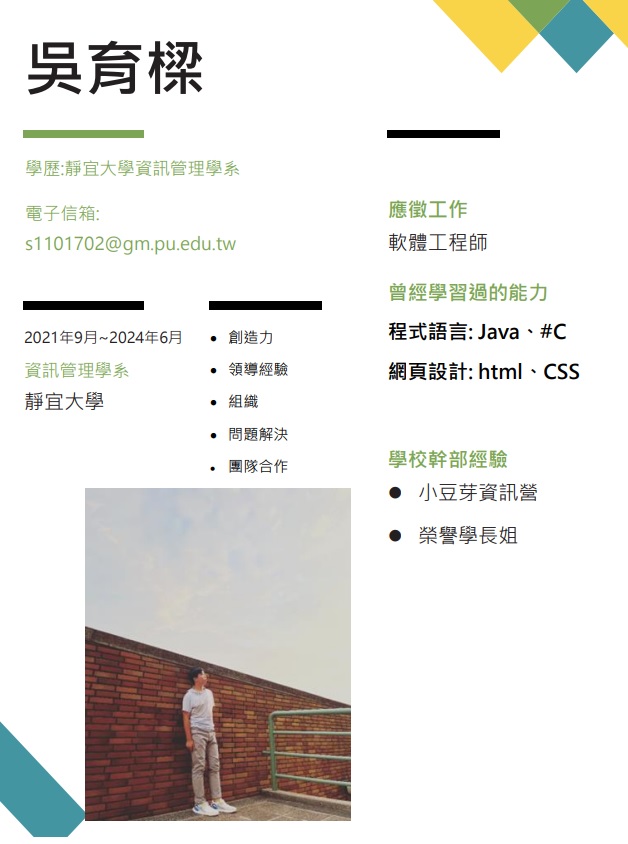 吳育樑
學歷:靜宜大學資訊管理學系
電子信箱:
s1101702@gm.pu.edu.tw
2021年9月~2024年6月
資訊管理學系
靜宜大學
• 創造力
• 領導經驗
• 組織
• 問題解決
• 團隊合作
應徵工作
軟體工程師
曾經學習過的能力
程式語言: Java、#C
網頁設計: html、CSS
學校幹部經驗
● 小豆芽資訊營
● 榮譽學長姐